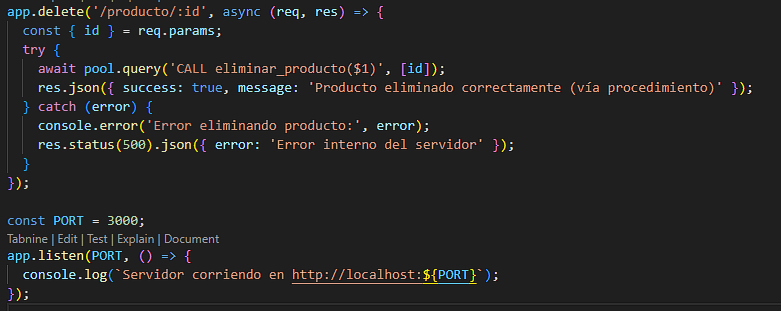 app.delete('/producto/:id', async (req, res) => {
  const { id } = req.params;
  try {
    await pool.query('CALL eliminar_producto($1)', [id]);
    res.json({ success: true, message: 'Producto eliminado correctamente (vía procedimiento)' });
  } catch (error) {
    console.error('Error eliminando producto:', error);
    res.status(500).json({ error: 'Error interno del servidor' });
  }
});

const PORT = 3000;
Tabnine | Edit | Test | Explain | Document
app.listen(PORT, () => {
  console.log(`Servidor corriendo en http://localhost:${PORT}`);
});